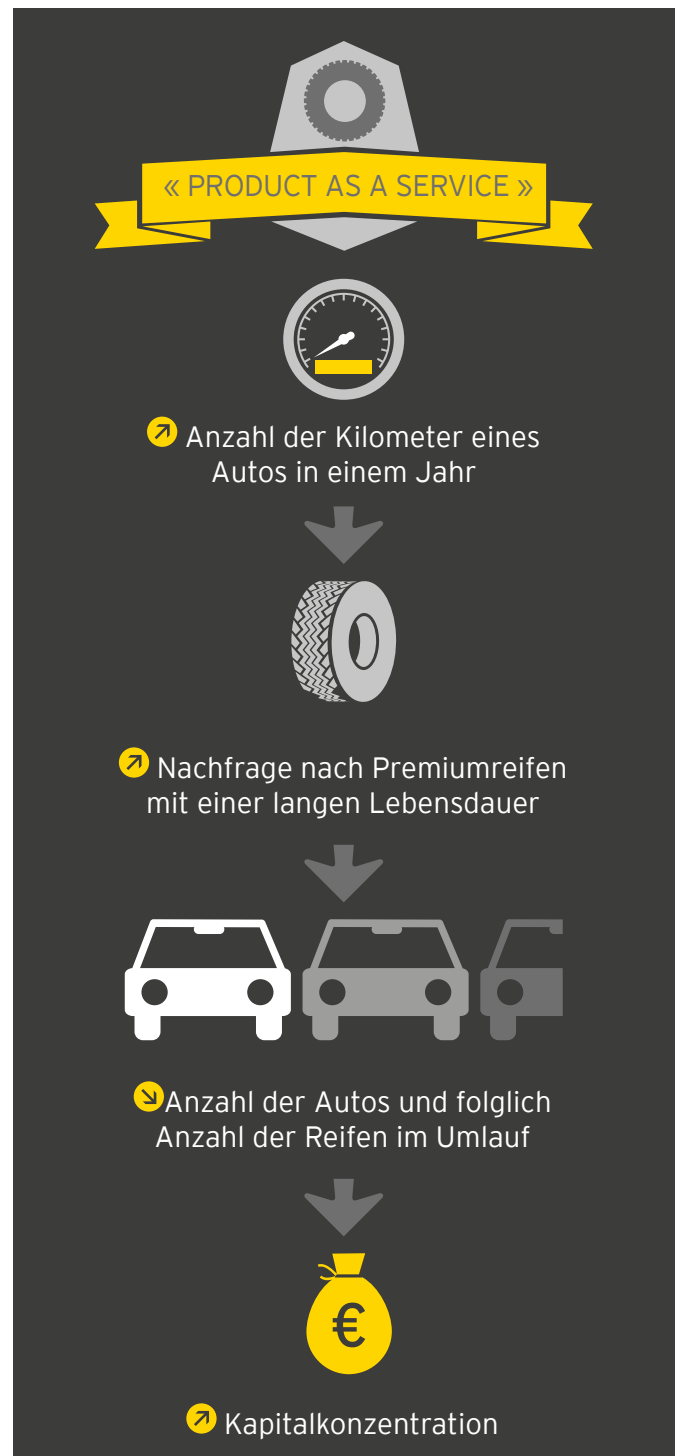 « PRODUCT AS A SERVICE »
Anzahl der Kilometer eines
Autos in einem Jahr
Nachfrage nach Premiumreifen
mit einer langen Lebensdauer
Anzahl der Autos und folglich
Anzahl der Reifen im Umlauf
€
Kapitalkonzentration